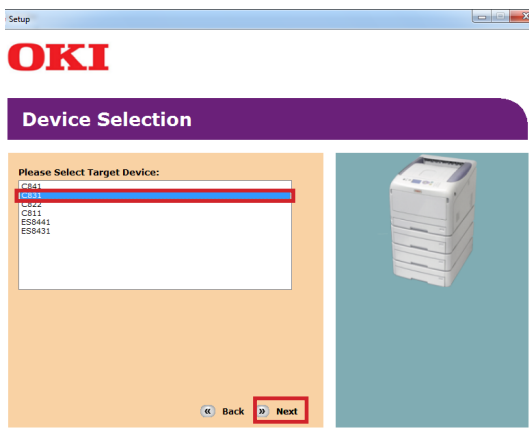 Setup
OKI
Device Selection
Please Select Target Device:
C841
C831
C822
C811
ES8441
ES8431
Back
Next